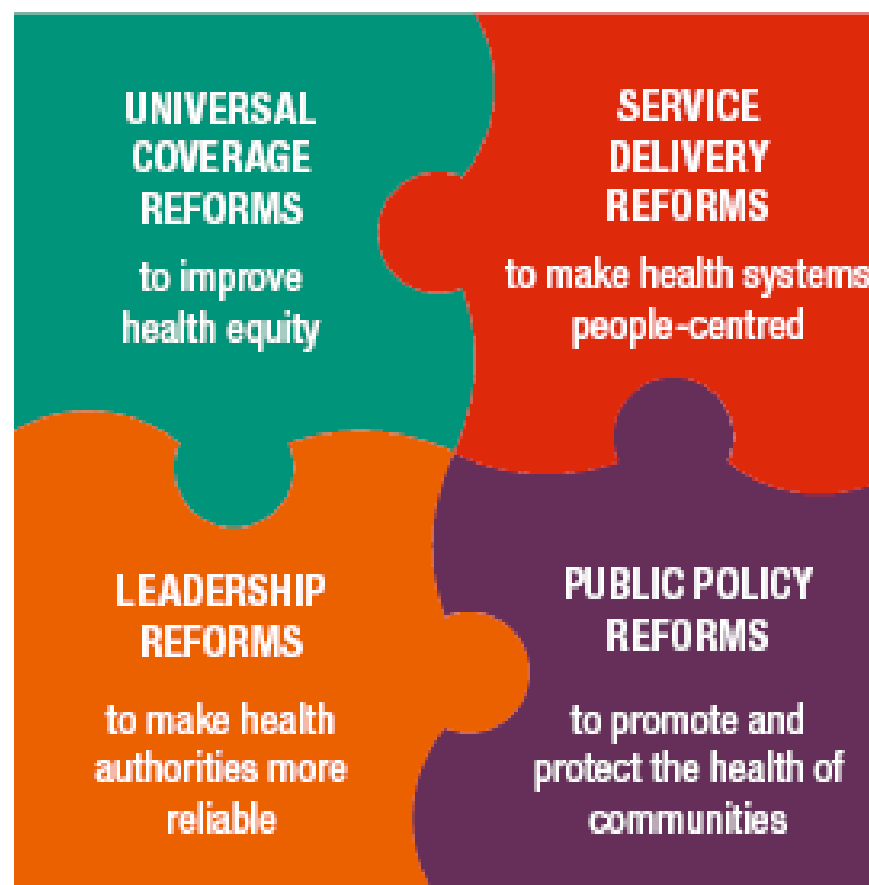 UNIVERSAL
COVERAGE
REFORMS
to improve
health equity
SERVICE
DELIVERY
REFORMS
to make health systems
people-centred
LEADERSHIP
REFORMS
to make health
authorities more
reliable
PUBLIC POLICY
REFORMS
to promote and
protect the health of
communities